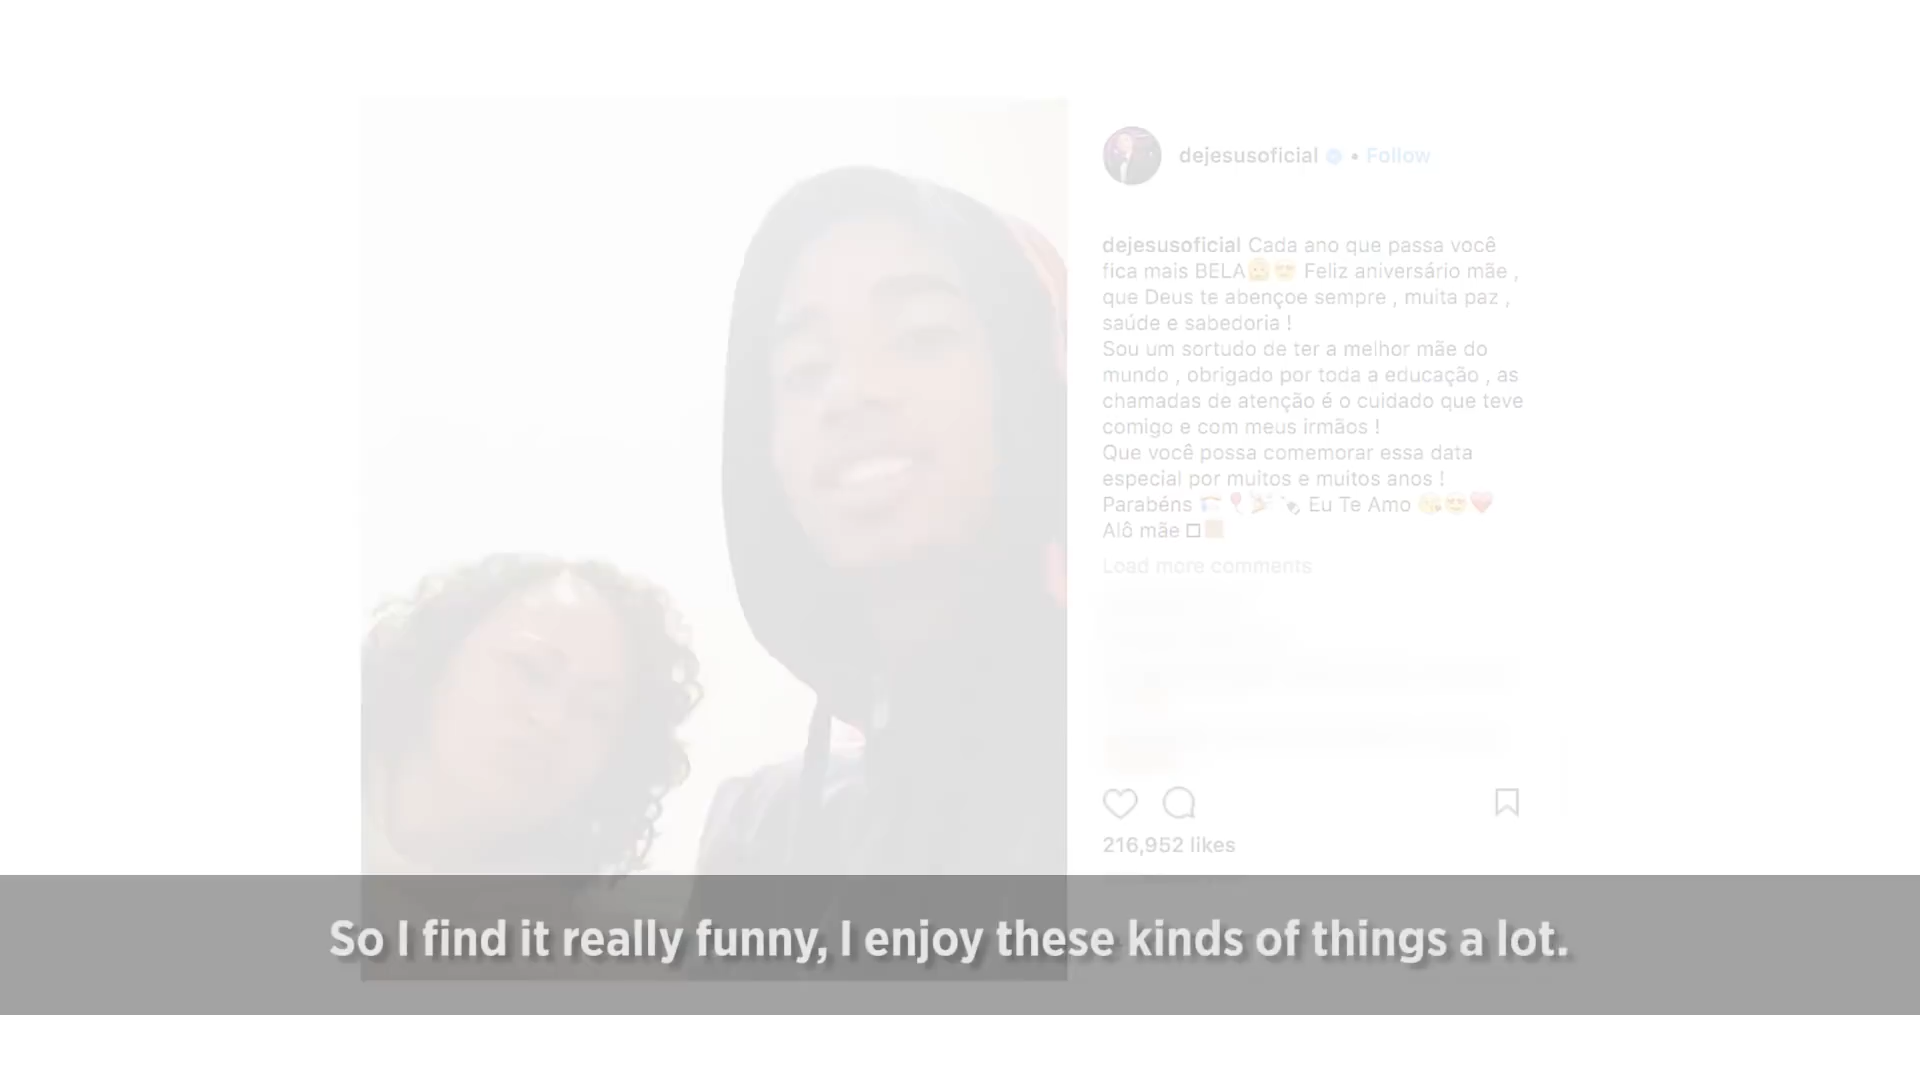 dejesusoficial • Follow
dejesusoficial Cada ano que passa você
fica mais BELA👵😍 Feliz aniversário mãe ,
que Deus te abençoe sempre , muita paz ,
saúde e sabedoria !
Sou um sortudo de ter a melhor mãe do
mundo , obrigado por toda a educação , as
chamadas de atenção é o cuidado que teve
comigo e com meus irmãos !
Que você possa comemorar essa data
especial por muitos e muitos anos !
Parabéns 🎏🎈🎉🍾 Eu Te Amo 😘😍❤️
Alô mãe
Load more comments
216,952 likes
So I find it really funny, I enjoy these kinds of things a lot.